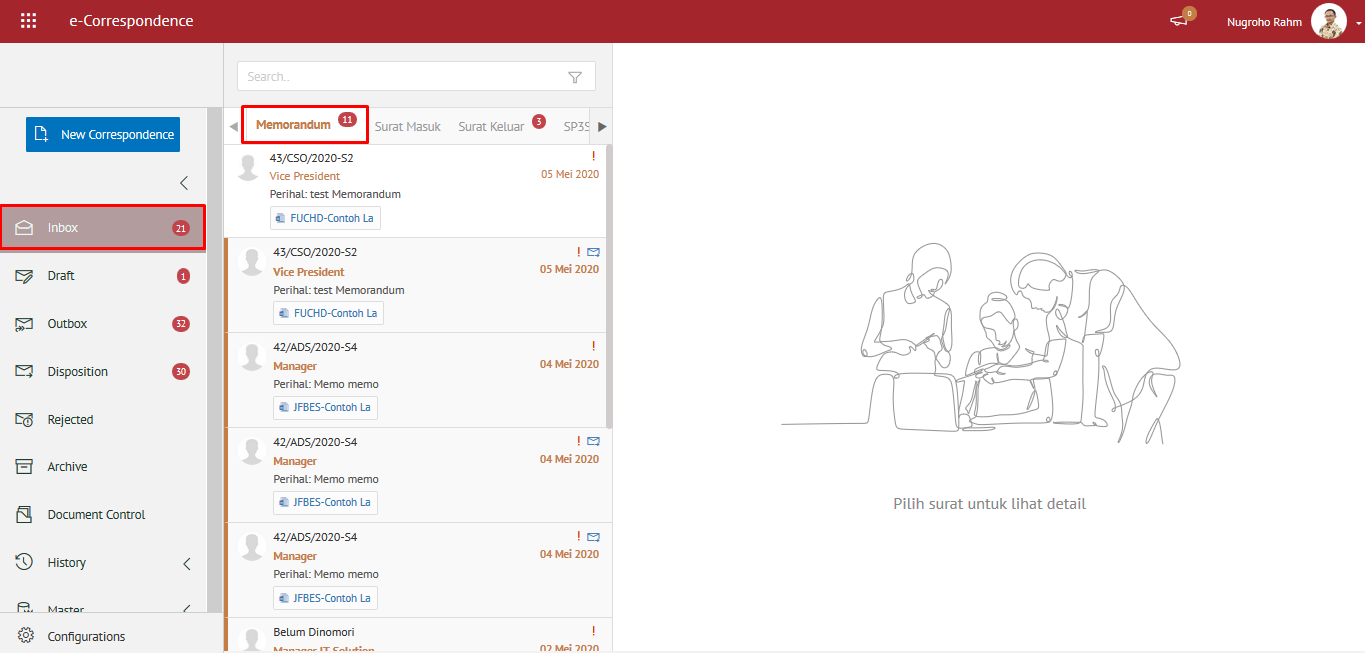 e-Correspondence
0
Nugroho Rahm
New Correspondence
Inbox 21
Draft 1
Outbox 32
Disposition 30
Rejected
Archive
Document Control
History
Master
Configurations
Search..
Memorandum 11 Surat Masuk Surat Keluar 3 SP3S
43/CSO/2020-S2 !
Vice President 05 Mei 2020
Perihal: test Memorandum
FUCHD-Contoh La
43/CSO/2020-S2 !
Vice President 05 Mei 2020
Perihal: test Memorandum
FUCHD-Contoh La
42/ADS/2020-S4 !
Manager 04 Mei 2020
Perihal: Memo memo
JFBES-Contoh La
42/ADS/2020-S4 !
Manager 04 Mei 2020
Perihal: Memo memo
JFBES-Contoh La
42/ADS/2020-S4 !
Manager 04 Mei 2020
Perihal: Memo memo
JFBES-Contoh La
Belum Dinomori !
Manager IT Solution 02 Mei 2020
Pilih surat untuk lihat detail